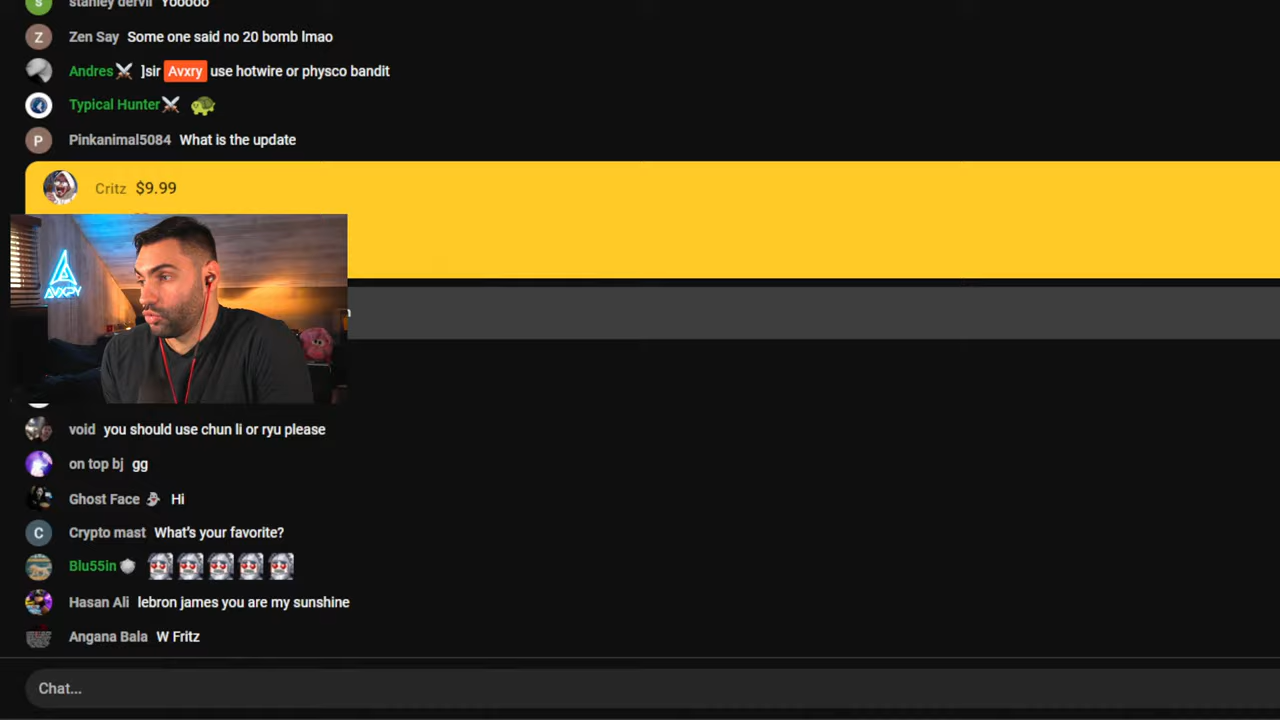 stanley dervil Yooooo
Z Zen Say Some one said no 20 bomb lmao
Andres ]sir Avxry use hotwire or physco bandit
Typical Hunter
P Pinkanimal5084 What is the update
Critz $9.99
AVXPY
void you should use chun li or ryu please
on top bj gg
Ghost Face Hi
C Crypto mast What's your favorite?
Blu55in
Hasan Ali lebron james you are my sunshine
Angana Bala W Fritz
Chat...